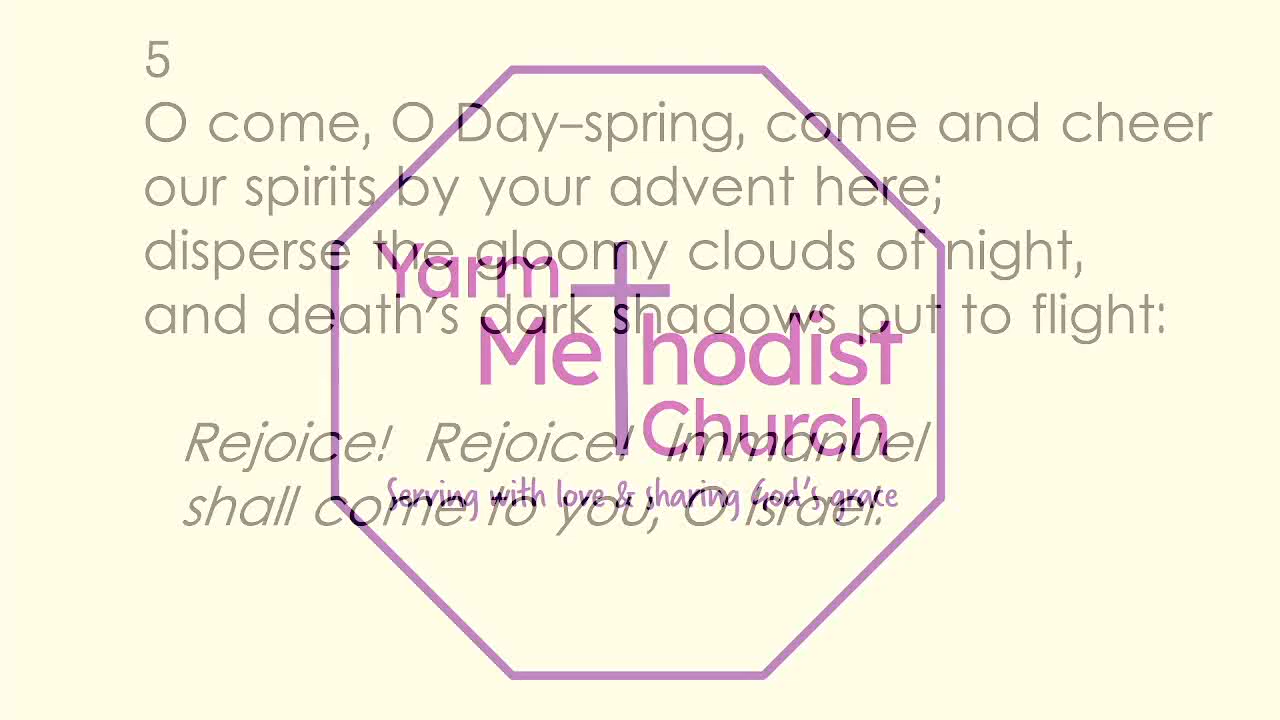 5
O come, O Day–spring, come and cheer
our spirits by your advent here;
disperse the gloomy clouds of night,
and death’s dark shadows put to flight:
Rejoice! Rejoice! Immanuel
shall come to you, O Israel.
Yarm
Methodist
Church
Serving with love & sharing God's grace